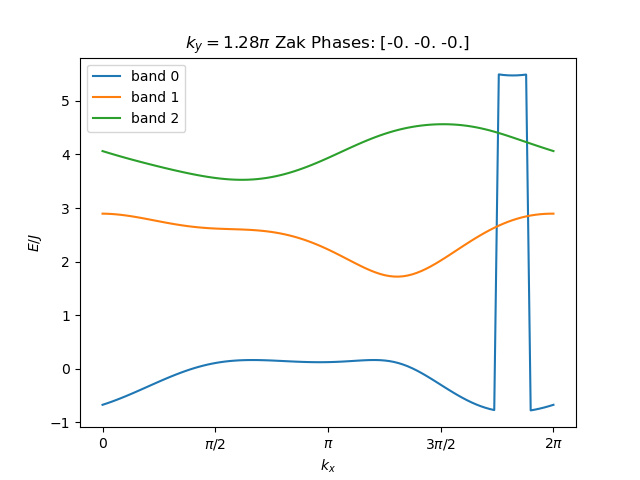 k_y = 1.28π Zak Phases: [-0. -0. -0.]
band 0
band 1
band 2
E/J
5
4
3
2
1
0
−1
0
π/2
π
3π/2
2π
k_x